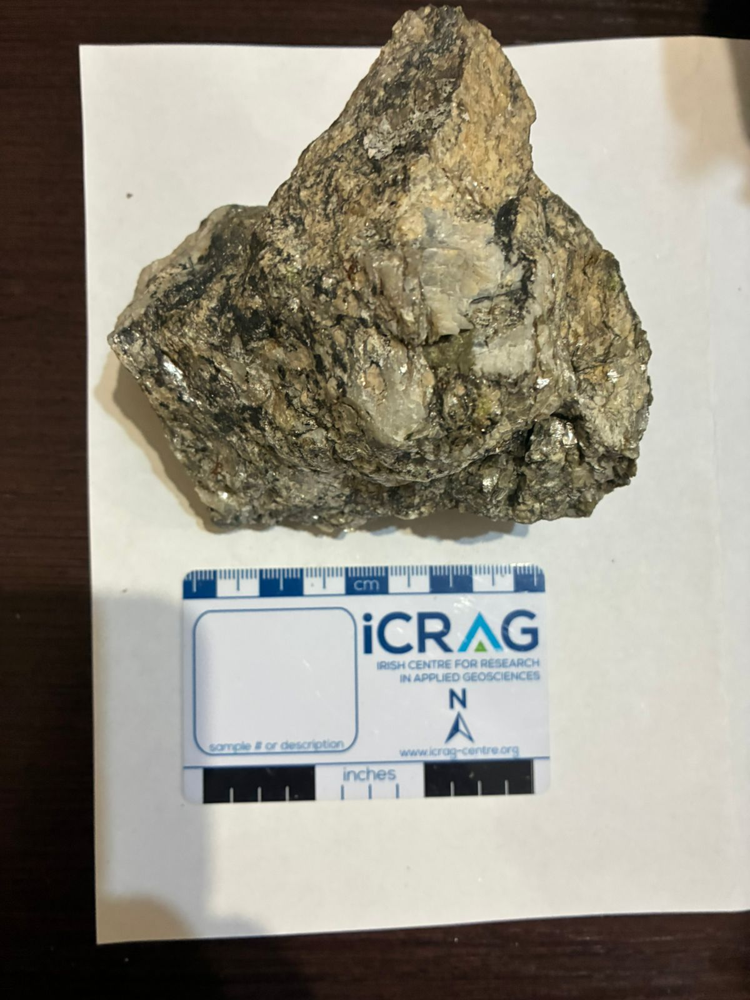 cm
iCRAG
IRISH CENTRE FOR RESEARCH
IN APPLIED GEOSCIENCES
N
sample # or description
www.icrag-centre.org
inches